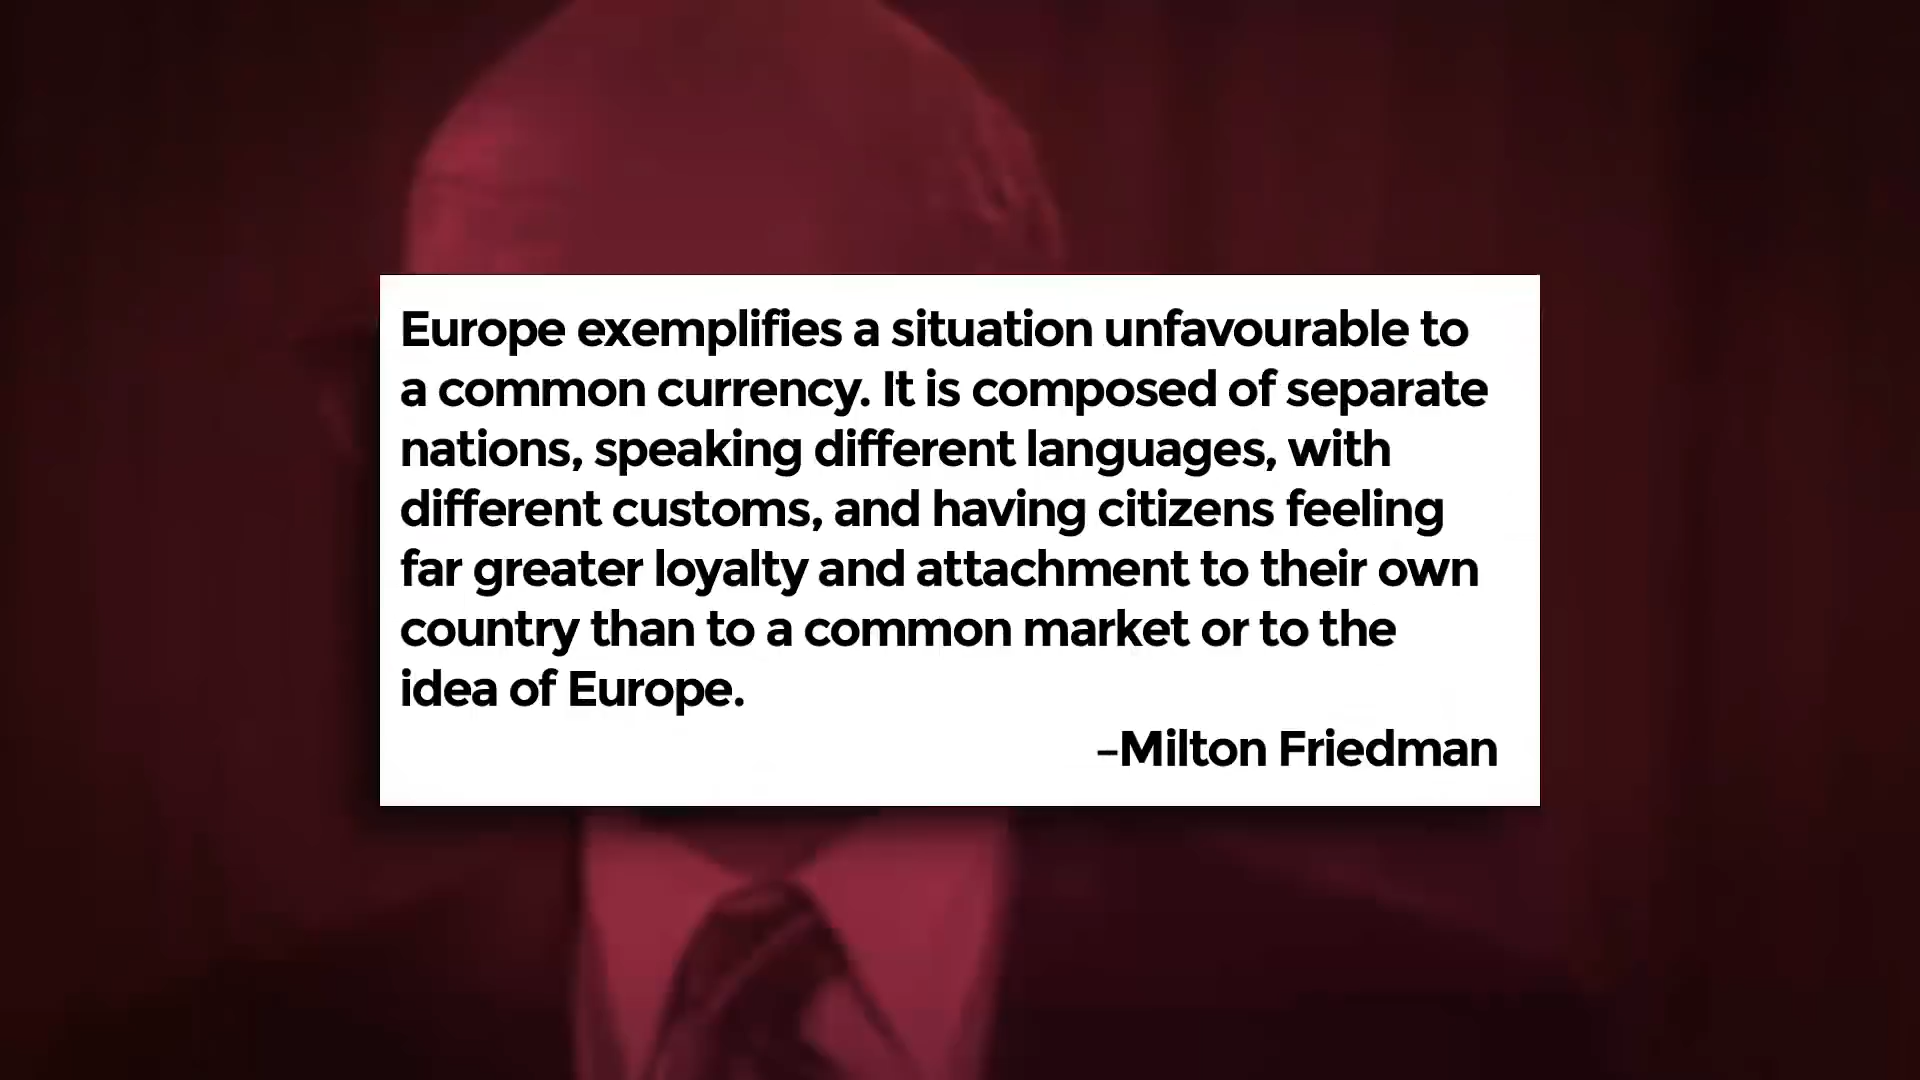 Europe exemplifies a situation unfavourable to
a common currency. It is composed of separate
nations, speaking different languages, with
different customs, and having citizens feeling
far greater loyalty and attachment to their own
country than to a common market or to the
idea of Europe.
–Milton Friedman